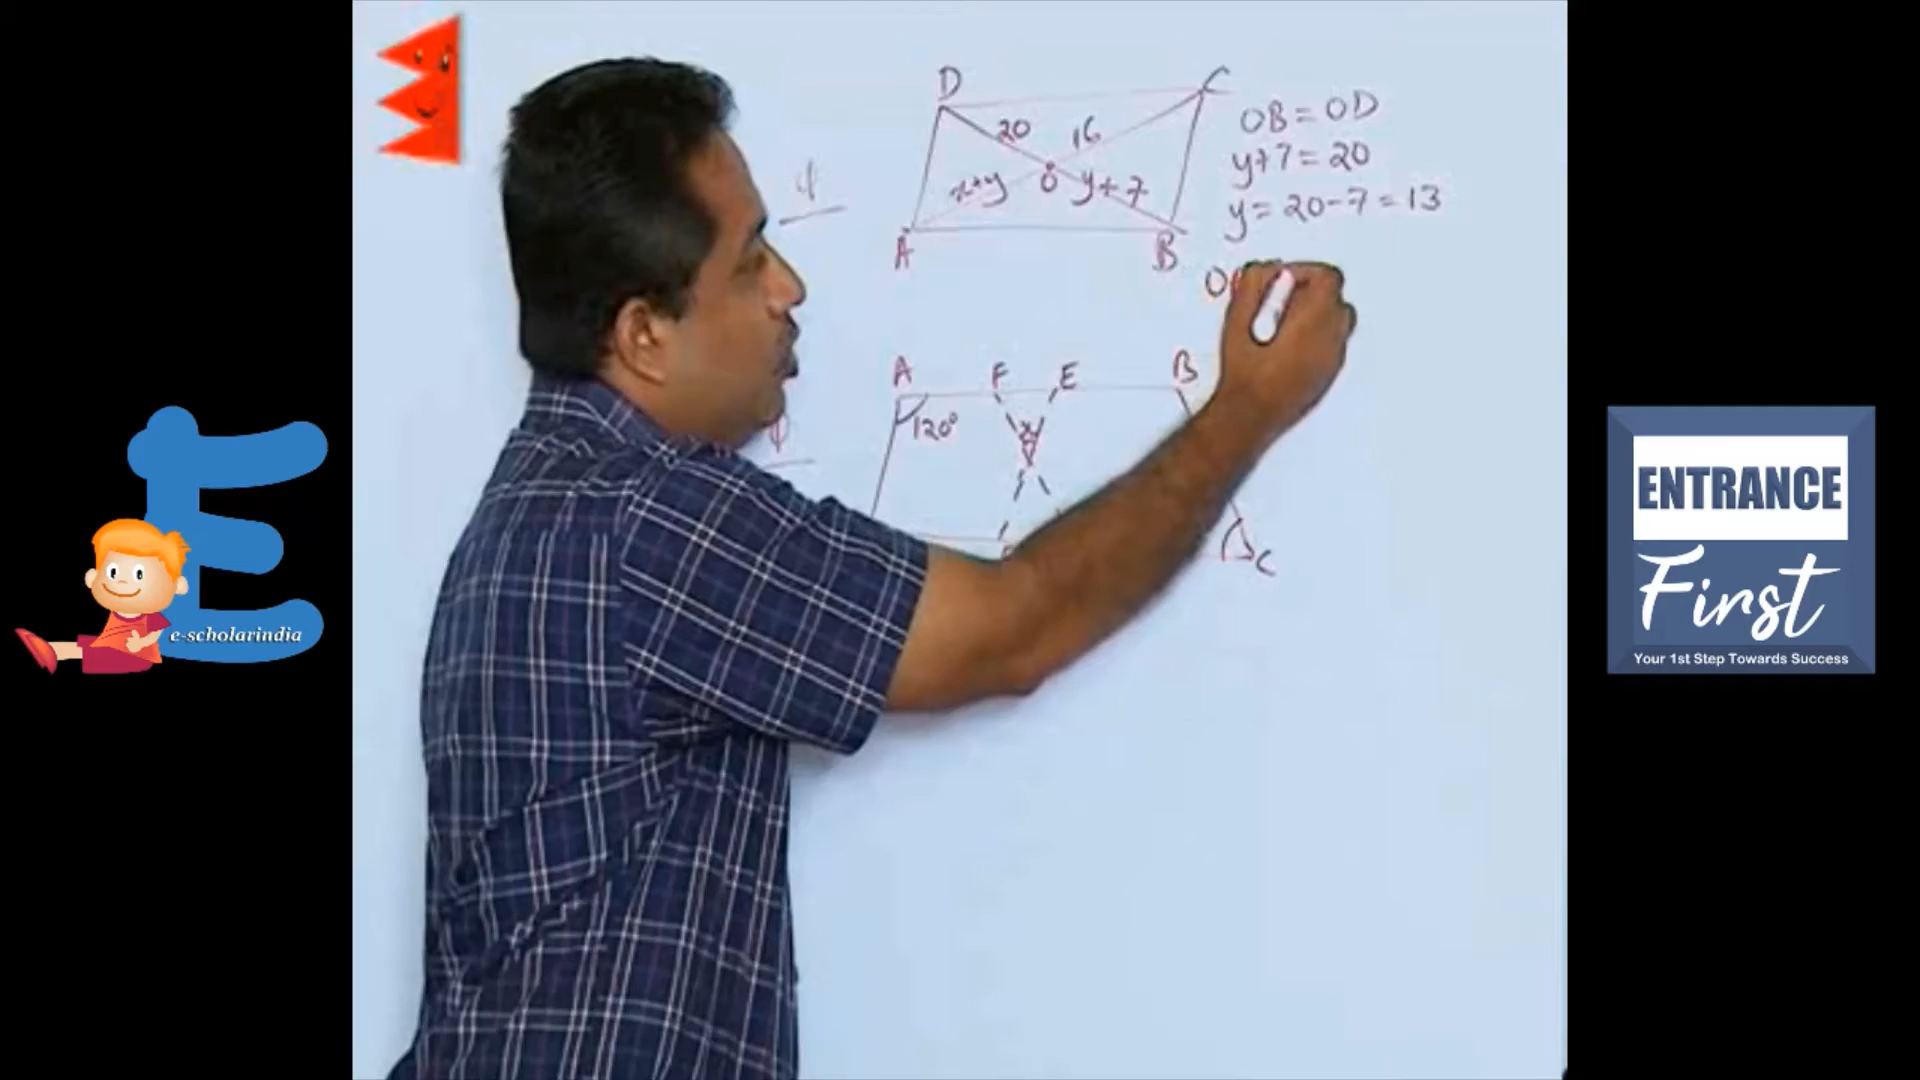 D
C
20
16
x+y
O
y+7
A
B
OB = OD
y+7 = 20
y = 20-7 = 13
A
F
E
B
120°
x
C
e-scholarindia
ENTRANCE
First
Your 1st Step Towards Success